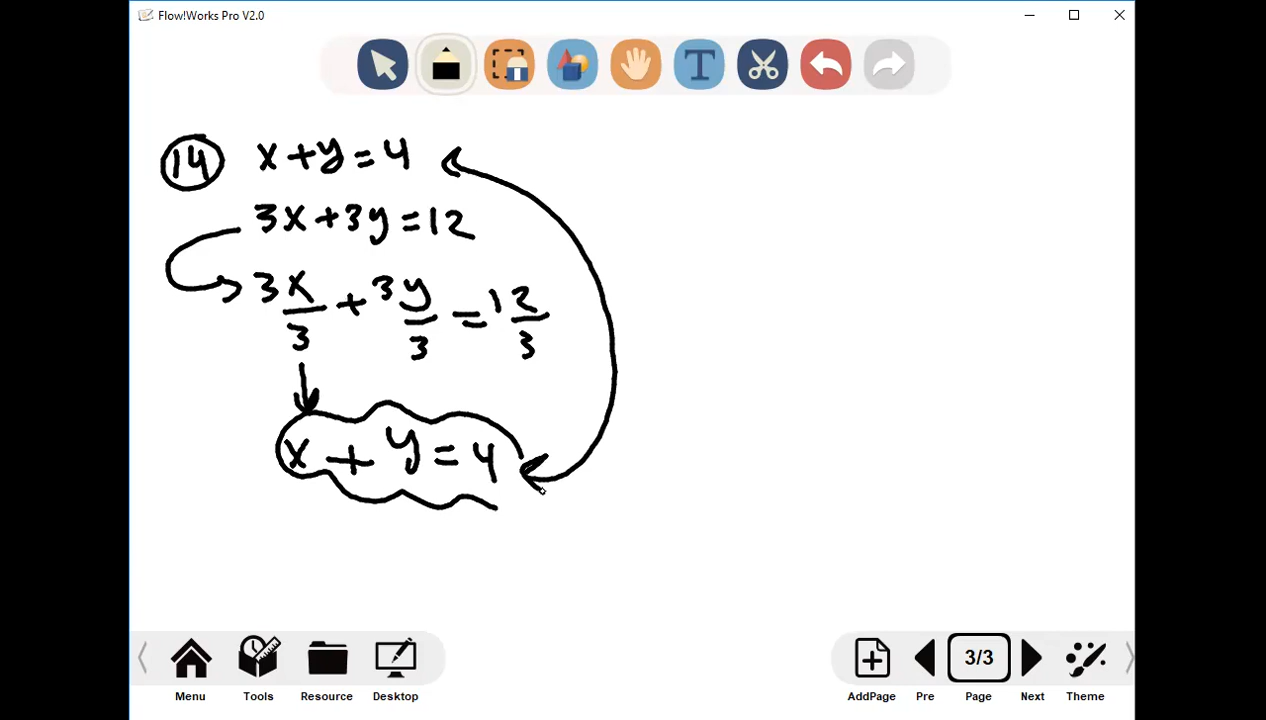 Flow!Works Pro V2.0
T
14 x+y=4
3x+3y=12
3x/3 + 3y/3 = 12/3
x + y = 4
Menu Tools Resource Desktop
3/3
AddPage Pre Page Next Theme